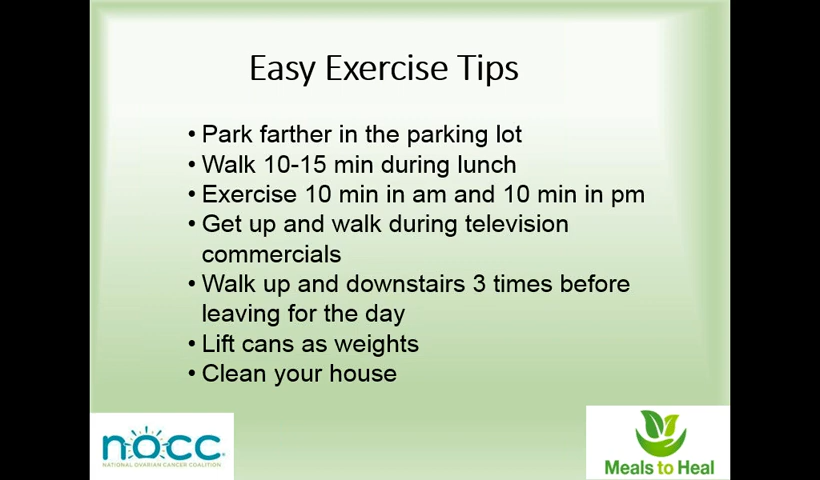 Easy Exercise Tips
• Park farther in the parking lot
• Walk 10-15 min during lunch
• Exercise 10 min in am and 10 min in pm
• Get up and walk during television
commercials
• Walk up and downstairs 3 times before
leaving for the day
• Lift cans as weights
• Clean your house
nocc
NATIONAL OVARIAN CANCER COALITION
Meals to Heal